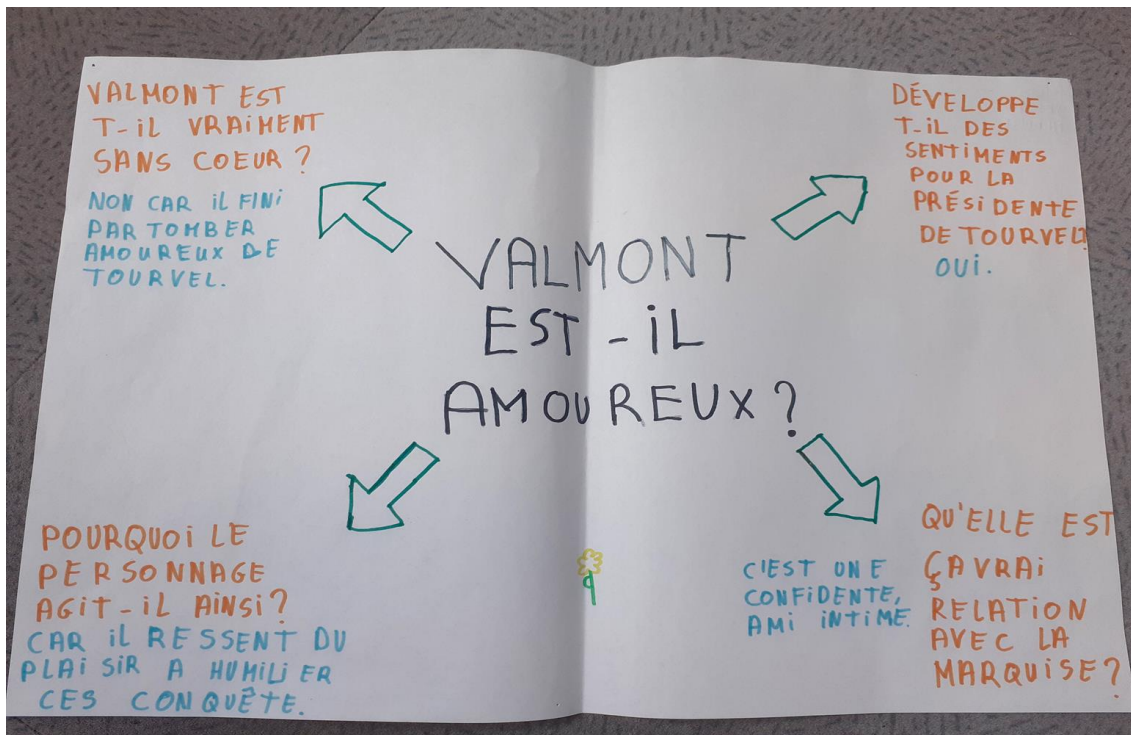 VALMONT EST
T-iL VRAiMENT
SANS COEUR ?
NON CAR iL FiNi
PAR TOMBER
AMOUREUX DE
TOURVEL.
DÉVELOPPE
T-iL DES
SENTiMENTS
POUR LA
PRÉSiDENTE
DE TOURVEL?
OUi.
VALMONT
EST-iL
AMOUREUX ?
POURQUOi LE
PERSONNAGE
AGiT-iL AiNSi?
CAR iL RESSENT DU
PLAiSiR A HUMiLiER
CES CONQUÊTE.
QU'ELLE EST
ÇA VRAi
RELATiON
AVEC LA
MARQUiSE ?
C'EST UNE
CONFiDENTE,
AMi iNTiME.